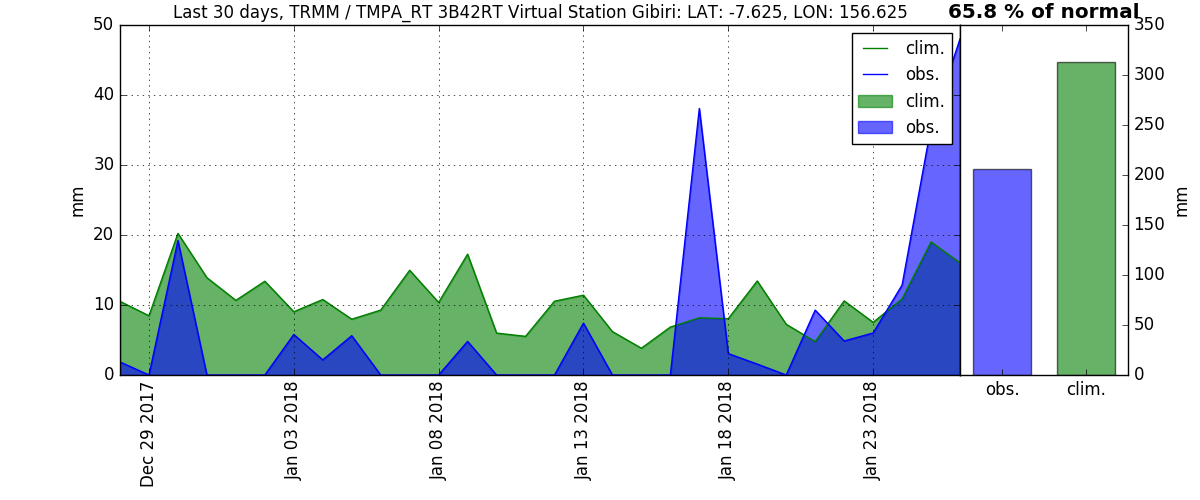 Last 30 days, TRMM / TMPA_RT 3B42RT Virtual Station Gibiri: LAT: -7.625, LON: 156.625
65.8 % of normal
clim.
obs.
clim.
obs.
50
40
30
20
10
0
mm
350
300
250
200
150
100
50
0
mm
Dec 29 2017
Jan 03 2018
Jan 08 2018
Jan 13 2018
Jan 18 2018
Jan 23 2018
obs.
clim.